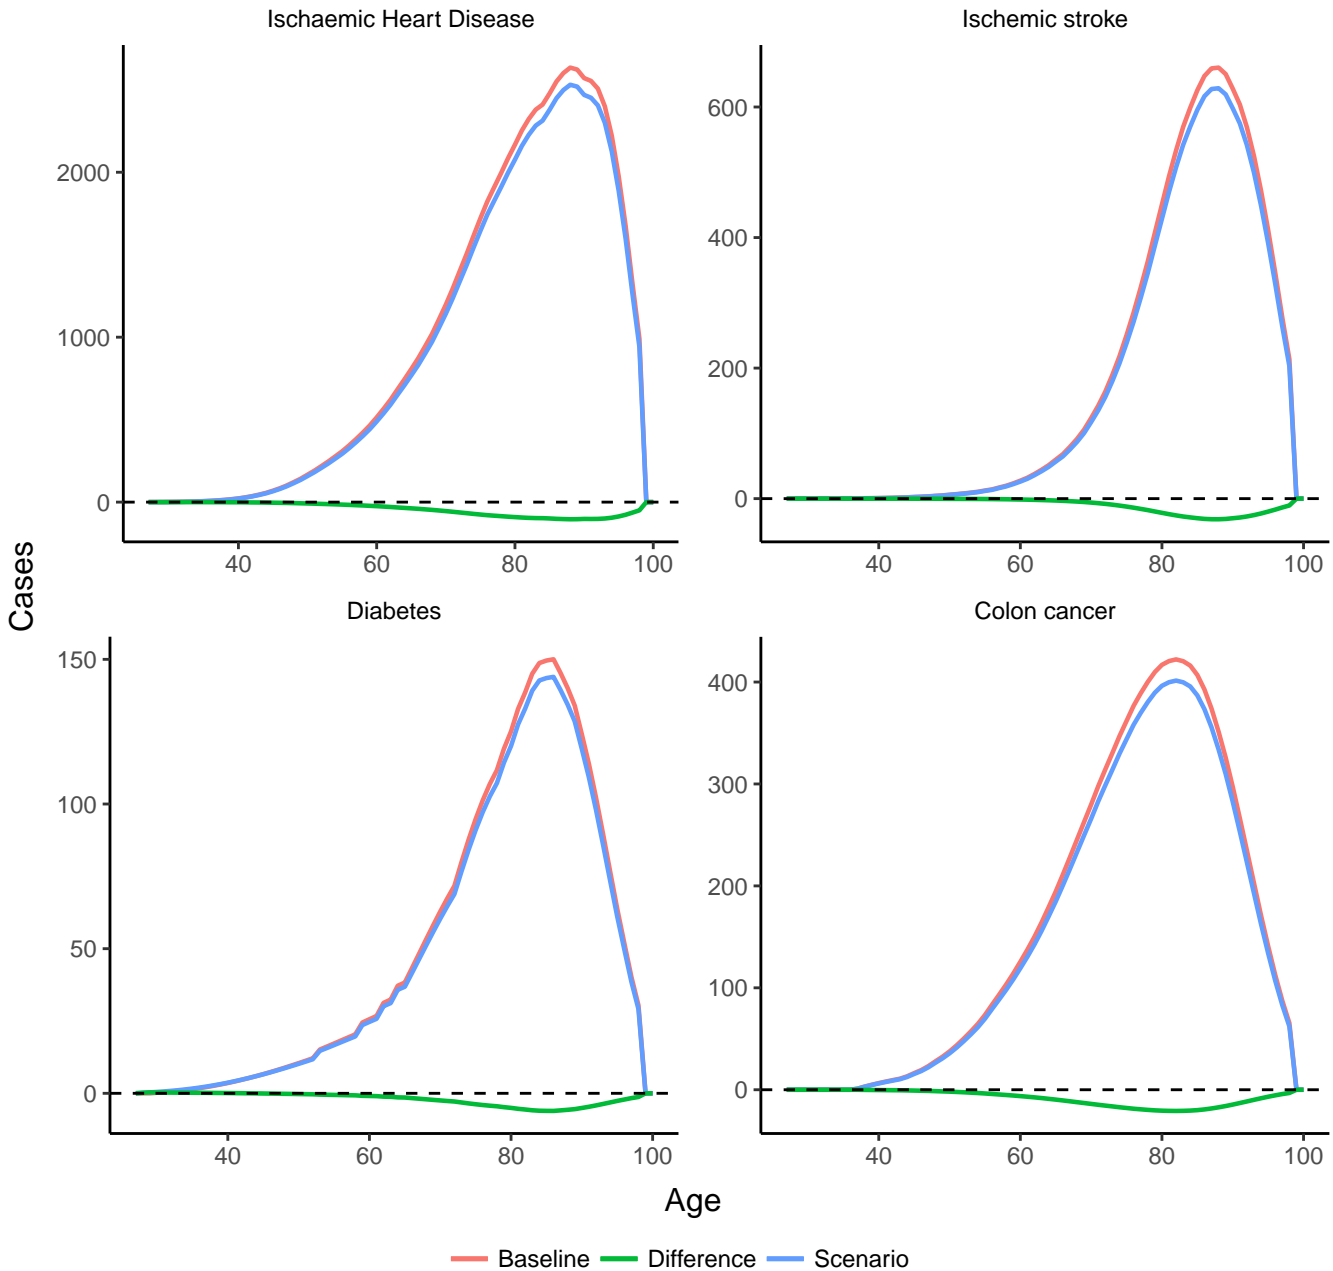 Ischaemic Heart Disease
Ischemic stroke
2000
1000
0
40 60 80 100
600
400
200
0
40 60 80 100
Cases
Diabetes
Colon cancer
150
100
50
0
40 60 80 100
400
300
200
100
0
40 60 80 100
Age
Baseline Difference Scenario